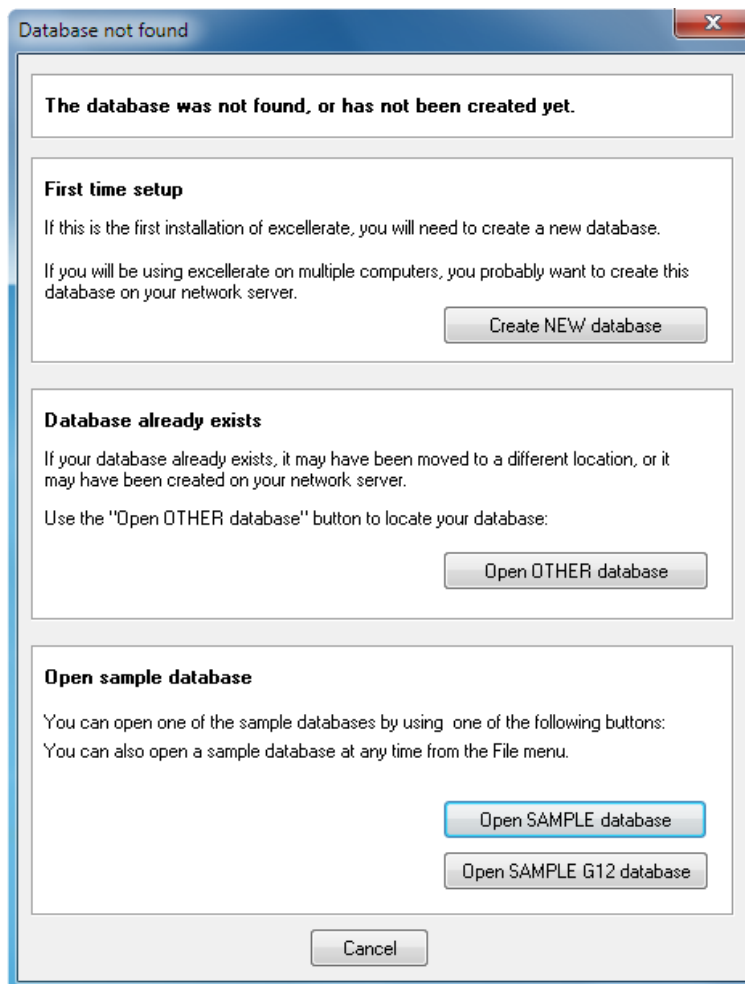 Database not found
The database was not found, or has not been created yet.
First time setup
If this is the first installation of excellerate, you will need to create a new database.
If you will be using excellerate on multiple computers, you probably want to create this
database on your network server.
Create NEW database
Database already exists
If your database already exists, it may have been moved to a different location, or it
may have been created on your network server.
Use the "Open OTHER database" button to locate your database:
Open OTHER database
Open sample database
You can open one of the sample databases by using  one of the following buttons:
You can also open a sample database at any time from the File menu.
Open SAMPLE database
Open SAMPLE G12 database
Cancel